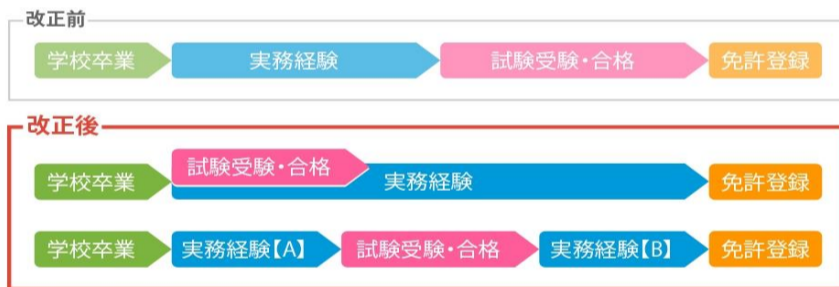 改正前
学校卒業 実務経験 試験受験・合格 免許登録
改正後
試験受験・合格
学校卒業 実務経験 免許登録
学校卒業 実務経験【A】 試験受験・合格 実務経験【B】 免許登録